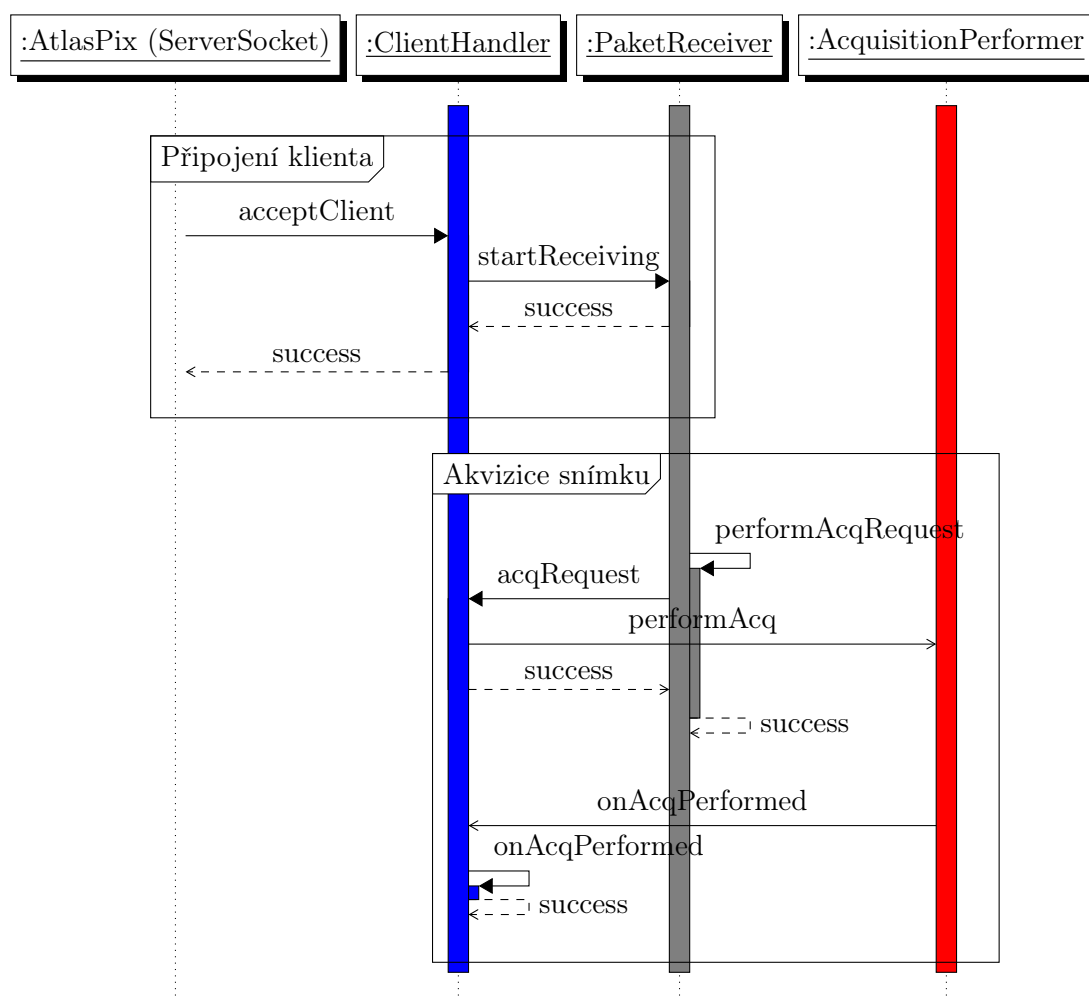 :AtlasPix (ServerSocket)
:ClientHandler
:PaketReceiver
:AcquisitionPerformer
Připojení klienta
acceptClient
startReceiving
success
success
Akvizice snímku
performAcqRequest
acqRequest
performAcq
success
success
onAcqPerformed
onAcqPerformed
success